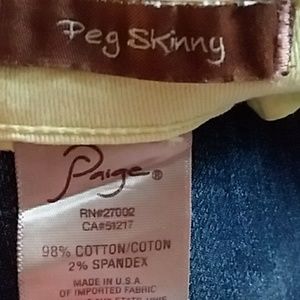 Peg Skinny
Paige®
RN#27002
CA#51217
98% COTTON/COTON
2% SPANDEX
MADE IN U.S.A
OF IMPORTED FABRIC